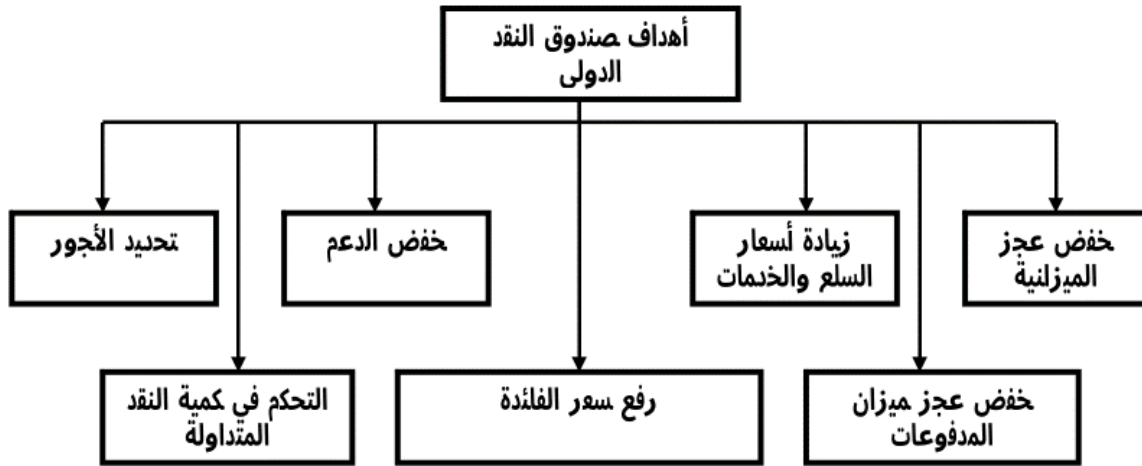 أهداف صندوق النقد
الدولى
خفض عجز
الميزانية
زيادة أسعار
السلع والخدمات
خفض الدعم
تحديد الأجور
خفض عجز ميزان
المدفوعات
رفع سعر الفائدة
التحكم في كمية النقد
المتداولة